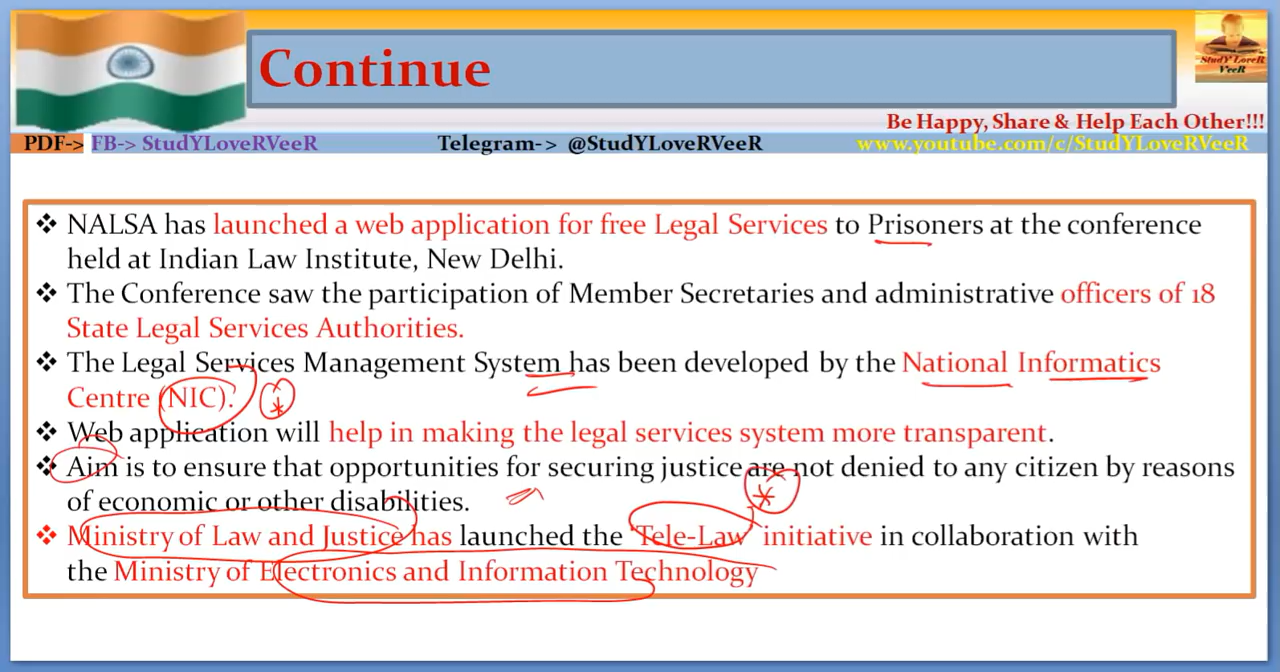 Continue
StudY LoveR
VeeR
Be Happy, Share & Help Each Other!!!
PDF-> FB-> StudYLoveRVeeR Telegram-> @StudYLoveRVeeR www.youtube.com/c/StudYLoveRVeeR
❖ NALSA has launched a web application for free Legal Services to Prisoners at the conference
held at Indian Law Institute, New Delhi.
❖ The Conference saw the participation of Member Secretaries and administrative officers of 18
State Legal Services Authorities.
❖ The Legal Services Management System has been developed by the National Informatics
Centre (NIC).
❖ Web application will help in making the legal services system more transparent.
❖ Aim is to ensure that opportunities for securing justice are not denied to any citizen by reasons
of economic or other disabilities.
❖ Ministry of Law and Justice has launched the 'Tele-Law' initiative in collaboration with
the Ministry of Electronics and Information Technology